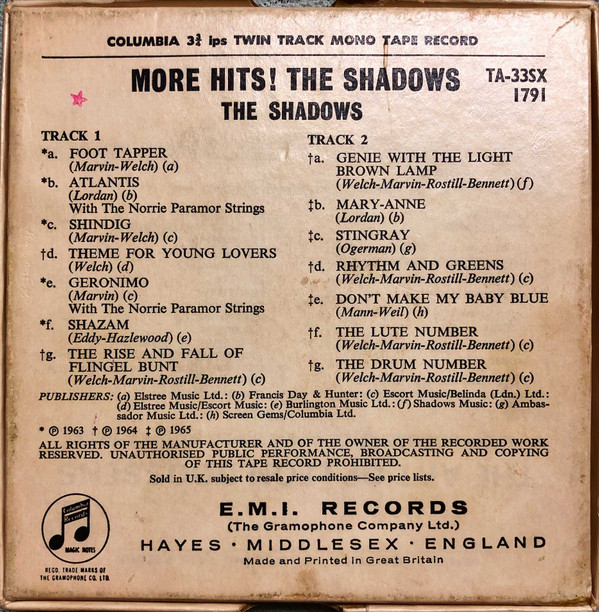 COLUMBIA 3¾ ips TWIN TRACK MONO TAPE RECORD
MORE HITS! THE SHADOWS
TA-33SX
1791
THE SHADOWS
TRACK 1
*a. FOOT TAPPER
(Marvin-Welch) (a)
*b. ATLANTIS
(Lordan) (b)
With The Norrie Paramor Strings
*c. SHINDIG
(Marvin-Welch) (c)
†d. THEME FOR YOUNG LOVERS
(Welch) (d)
*e. GERONIMO
(Marvin) (c)
With The Norrie Paramor Strings
*f. SHAZAM
(Eddy-Hazlewood) (e)
†g. THE RISE AND FALL OF
FLINGEL BUNT
(Welch-Marvin-Rostill-Bennett) (c)
TRACK 2
†a. GENIE WITH THE LIGHT
BROWN LAMP
(Welch-Marvin-Rostill-Bennett) (f)
‡b. MARY-ANNE
(Lordan) (b)
‡c. STINGRAY
(Ogerman) (g)
†d. RHYTHM AND GREENS
(Welch-Marvin-Rostill-Bennett) (c)
‡e. DON'T MAKE MY BABY BLUE
(Mann-Weil) (h)
†f. THE LUTE NUMBER
(Welch-Marvin-Rostill-Bennett) (c)
†g. THE DRUM NUMBER
(Welch-Marvin-Rostill-Bennett) (c)
PUBLISHERS: (a) Elstree Music Ltd.: (b) Francis Day & Hunter: (c) Escort Music/Belinda (Ldn.) Ltd.:
(d) Elstree Music/Escort Music: (e) Burlington Music Ltd.: (f) Shadows Music: (g) Ambas-
sador Music Ltd.: (h) Screen Gems/Columbia Ltd.
* ℗ 1963 † ℗ 1964 ‡ ℗ 1965
ALL RIGHTS OF THE MANUFACTURER AND OF THE OWNER OF THE RECORDED WORK
RESERVED. UNAUTHORISED PUBLIC PERFORMANCE, BROADCASTING AND COPYING
OF THIS TAPE RECORD PROHIBITED.
Sold in U.K. subject to resale price conditions—See price lists.
Columbia
Records
MAGIC NOTES
REGD. TRADE MARKS OF
THE GRAMOPHONE CO. LTD.
E.M.I. RECORDS
(The Gramophone Company Ltd.)
HAYES · MIDDLESEX · ENGLAND
Made and Printed in Great Britain